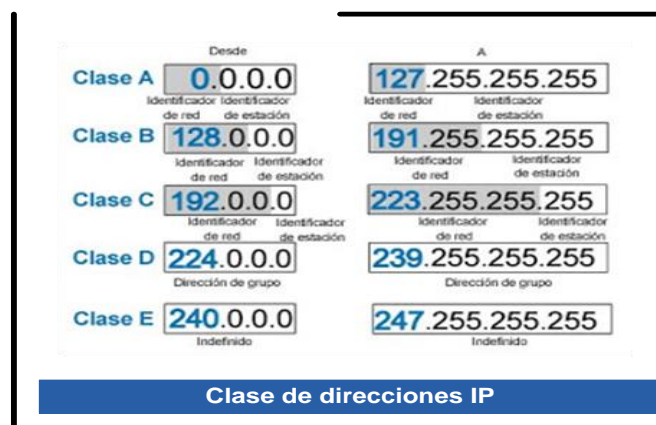 Desde A
Clase A 0.0.0.0 127.255.255.255
Identificador Identificador Identificador Identificador
de red de estación de red de estación
Clase B 128.0.0.0 191.255.255.255
Identificador Identificador Identificador Identificador
de red de estación de red de estación
Clase C 192.0.0.0 223.255.255.255
Identificador Identificador Identificador Identificador
de red de estación de red de estación
Clase D 224.0.0.0 239.255.255.255
Dirección de grupo Dirección de grupo
Clase E 240.0.0.0 247.255.255.255
Indefinido Indefinido
Clase de direcciones IP